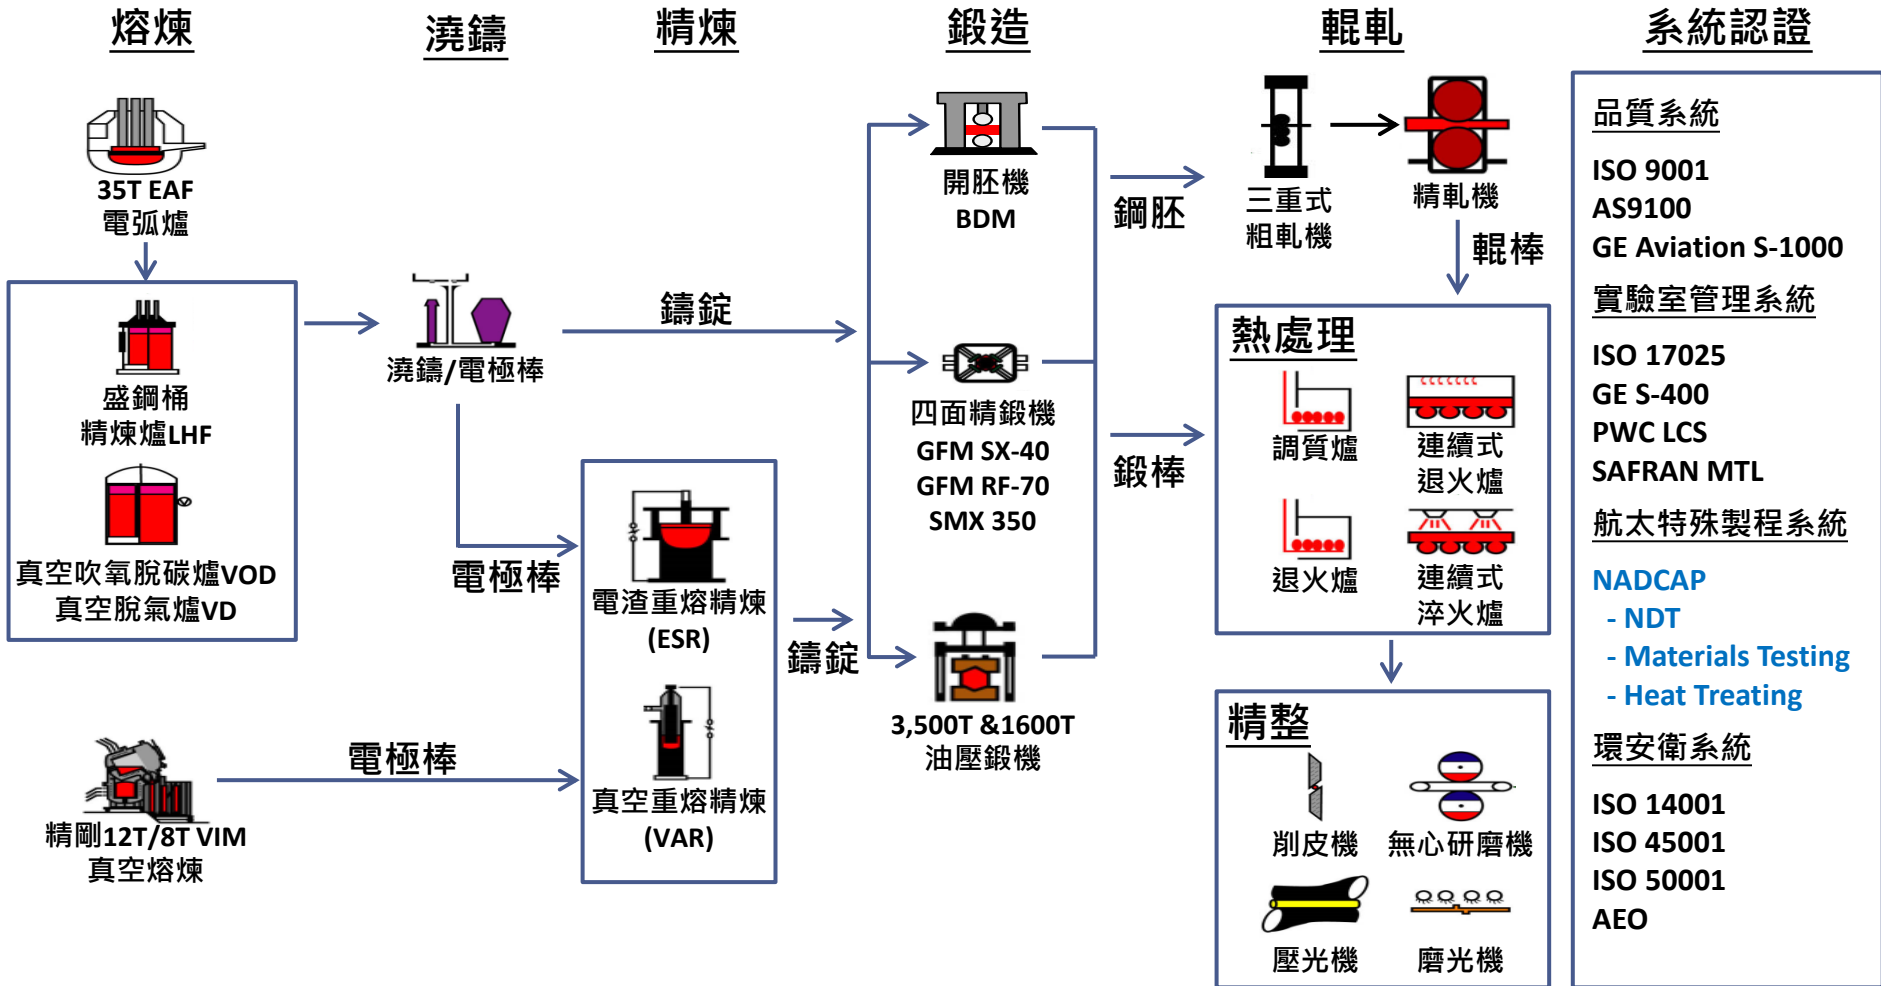 熔煉
澆鑄
精煉
鍛造
輥軋
系統認證
35T EAF
電弧爐
盛鋼桶
精煉爐LHF
真空吹氧脫碳爐VOD
真空脫氣爐VD
精剛12T/8T VIM
真空熔煉
澆鑄/電極棒
鑄錠
電極棒
電極棒
電渣重熔精煉
(ESR)
真空重熔精煉
(VAR)
鑄錠
開胚機
BDM
四面精鍛機
GFM SX-40
GFM RF-70
SMX 350
3,500T &1600T
油壓鍛機
鋼胚
鍛棒
三重式
粗軋機
精軋機
輥棒
熱處理
調質爐
連續式
退火爐
退火爐
連續式
淬火爐
精整
削皮機
無心研磨機
壓光機
磨光機
品質系統
ISO 9001
AS9100
GE Aviation S-1000
實驗室管理系統
ISO 17025
GE S-400
PWC LCS
SAFRAN MTL
航太特殊製程系統
NADCAP
- NDT
- Materials Testing
- Heat Treating
環安衛系統
ISO 14001
ISO 45001
ISO 50001
AEO